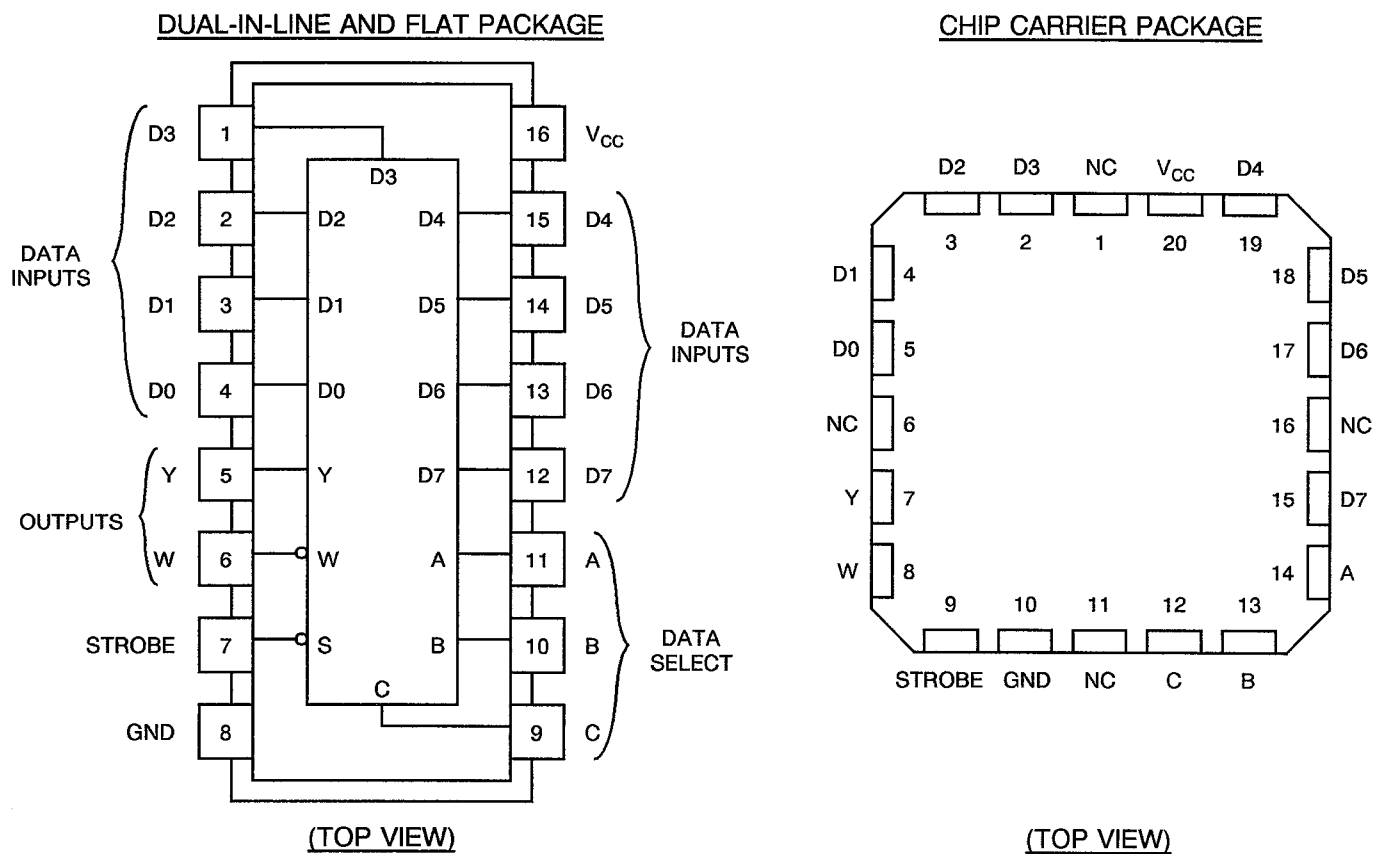 DUAL-IN-LINE AND FLAT PACKAGE
D3 1 16 VCC
D3
D2 2 D2 D4 15 D4
DATA
INPUTS
D1 3 D1 D5 14 D5
DATA
INPUTS
D0 4 D0 D6 13 D6
Y 5 Y D7 12 D7
OUTPUTS
W 6 W A 11 A
STROBE 7 S B 10 B
DATA
SELECT
C
GND 8 9 C
(TOP VIEW)
CHIP CARRIER PACKAGE
D2 D3 NC VCC D4
3 2 1 20 19
D1 4 18 D5
D0 5 17 D6
NC 6 16 NC
Y 7 15 D7
W 8 14 A
9 10 11 12 13
STROBE GND NC C B
(TOP VIEW)